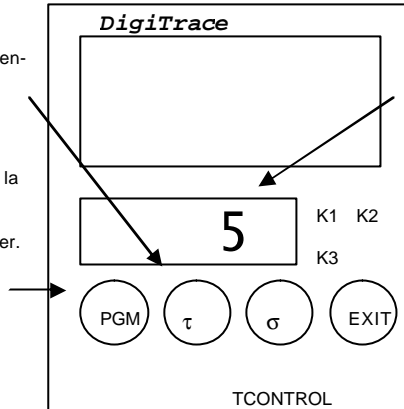 DigiTrace
en-
la
er.
5
K1 K2
K3
PGM
τ
σ
EXIT
TCONTROL